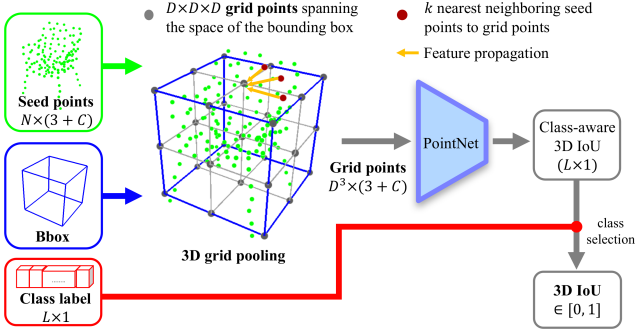 D×D×D grid points spanning
the space of the bounding box
k nearest neighboring seed
points to grid points
Feature propagation
Seed points
N×(3 + C)
Bbox
Class label
L×1
.......
3D grid pooling
Grid points
D³×(3 + C)
PointNet
Class-aware
3D IoU
(L×1)
class
selection
3D IoU
∈ [0, 1]